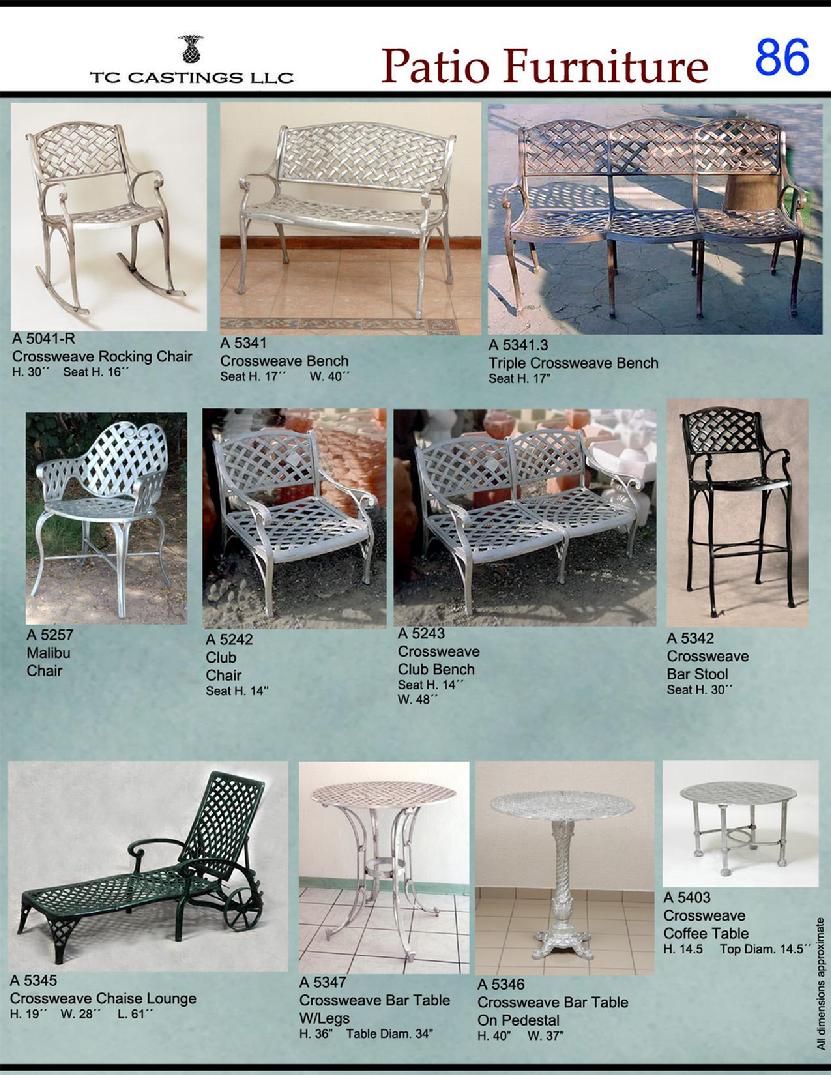 TC CASTINGS LLC
Patio Furniture
86
A 5041-R
Crossweave Rocking Chair
H. 30´´ Seat H. 16´´
A 5341
Crossweave Bench
Seat H. 17´´ W. 40´´
A 5341.3
Triple Crossweave Bench
Seat H. 17"
A 5257
Malibu
Chair
A 5242
Club
Chair
Seat H. 14"
A 5243
Crossweave
Club Bench
Seat H. 14´´
W. 48´´
A 5342
Crossweave
Bar Stool
Seat H. 30´´
A 5345
Crossweave Chaise Lounge
H. 19´´ W. 28´´ L. 61´´
A 5347
Crossweave Bar Table
W/Legs
H. 36" Table Diam. 34"
A 5346
Crossweave Bar Table
On Pedestal
H. 40" W. 37"
A 5403
Crossweave
Coffee Table
H. 14.5 Top Diam. 14.5´´
All dimensions approximate